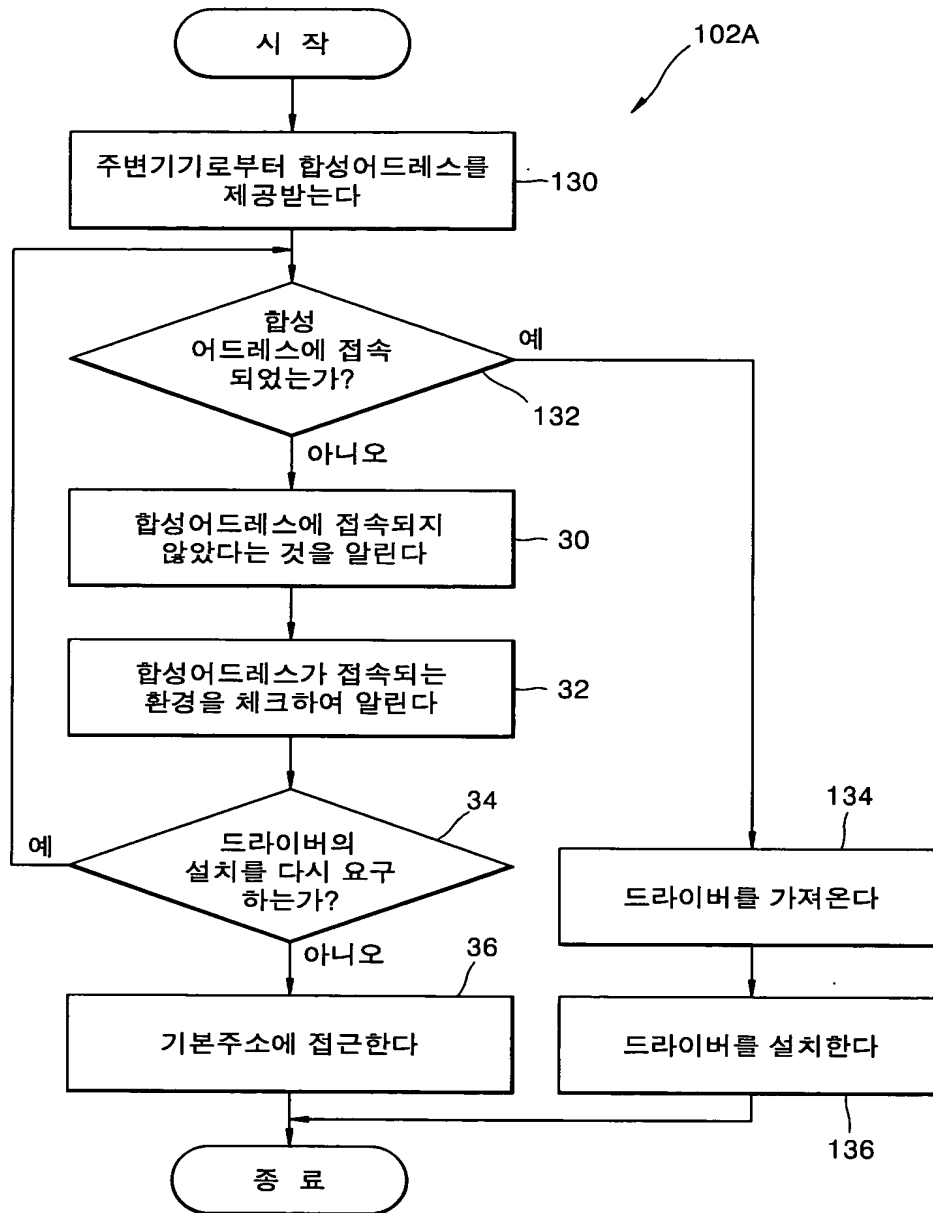 시 작
102A
주변기기로부터 합성어드레스를
제공받는다
130
합성
어드레스에 접속
되었는가?
예
132
아니오
합성어드레스에 접속되지
않았다는 것을 알린다
30
합성어드레스가 접속되는
환경을 체크하여 알린다
32
34
드라이버의
설치를 다시 요구
하는가?
예
아니오
134
드라이버를 가져온다
36
기본주소에 접근한다
드라이버를 설치한다
136
종 료